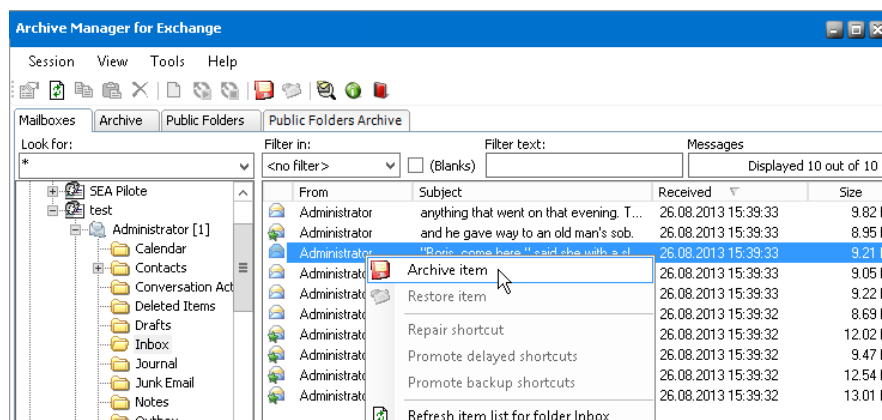 Archive Manager for Exchange
Session View Tools Help
Mailboxes Archive Public Folders Public Folders Archive
Look for: Filter in: Filter text: Messages
* <no filter> (Blanks) Displayed 10 out of 10
From Subject Received Size
SEA Pilote
test
Administrator [1]
Calendar
Contacts
Conversation Act
Deleted Items
Drafts
Inbox
Journal
Junk Email
Notes
Outbox
Administrator anything that went on that evening. T... 26.08.2013 15:39:33 9.82
Administrator and he gave way to an old man's sob. 26.08.2013 15:39:33 8.95
Administrator "Boris, come here," said she with a sl 26.08.2013 15:39:33 9.21
Administrato 26.08.2013 15:39:33 9.05
Administrato 26.08.2013 15:39:33 9.22
Administrato 26.08.2013 15:39:32 8.69
Administrato 26.08.2013 15:39:32 12.02
Administrato 26.08.2013 15:39:32 9.47
Administrato 26.08.2013 15:39:32 12.54
Administrato 26.08.2013 15:39:32 13.01
Archive item
Restore item
Repair shortcut
Promote delayed shortcuts
Promote backup shortcuts
Refresh item list for folder Inbox